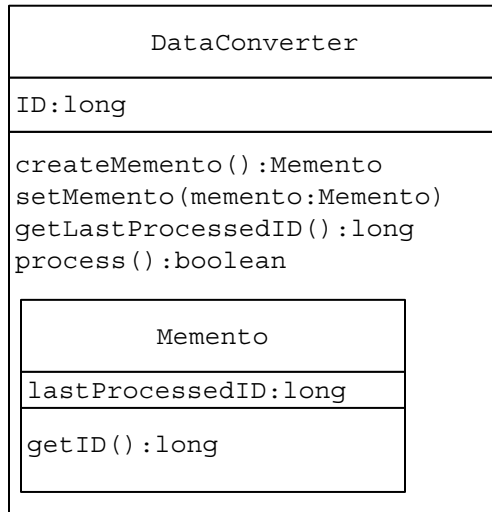 DataConverter
ID:long
createMemento():Memento
setMemento(memento:Memento)
getLastProcessedID():long
process():boolean
Memento
lastProcessedID:long
getID():long